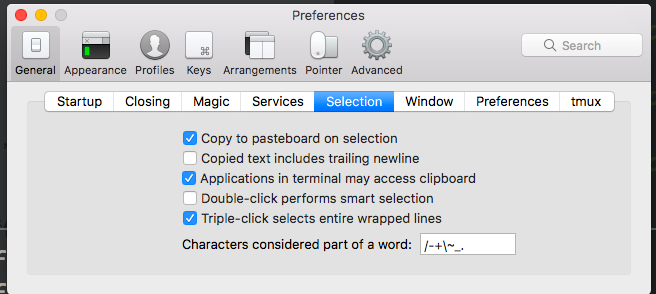 Preferences
General Appearance Profiles Keys Arrangements Pointer Advanced
Search
Startup Closing Magic Services Selection Window Preferences tmux
Copy to pasteboard on selection
Copied text includes trailing newline
Applications in terminal may access clipboard
Double-click performs smart selection
Triple-click selects entire wrapped lines
Characters considered part of a word: /-+\~_.